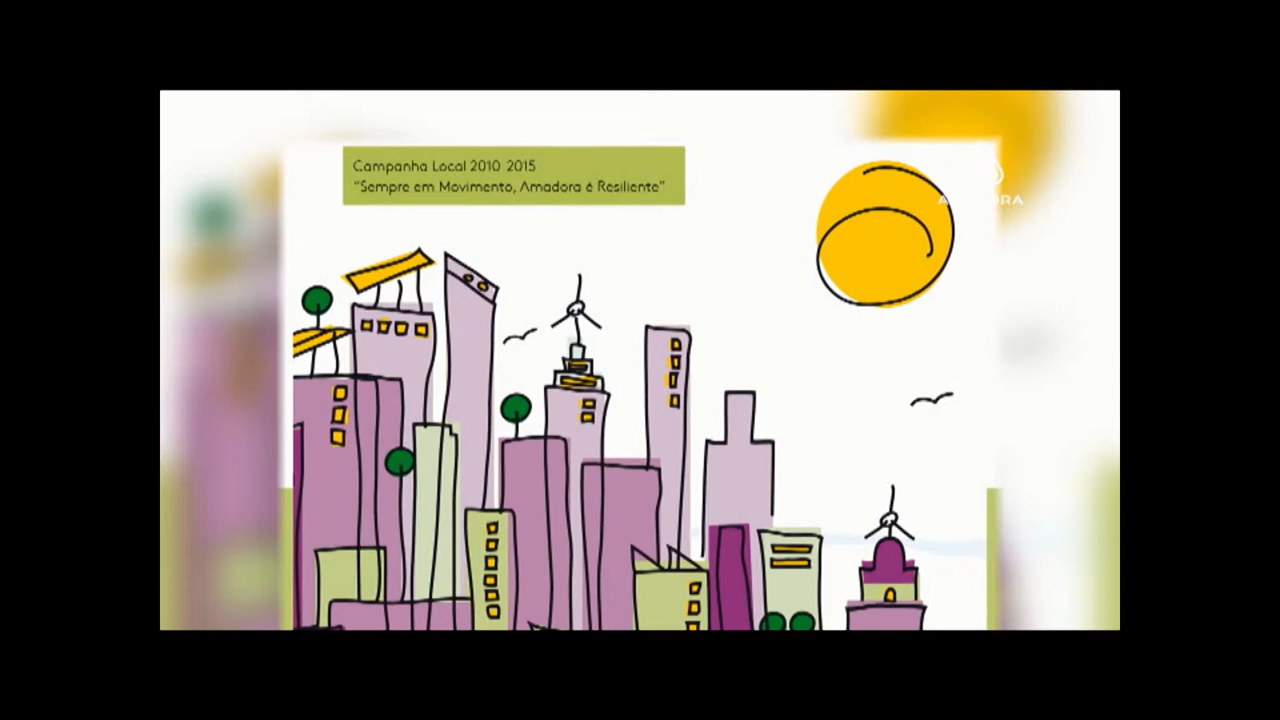 Campanha Local 2010 2015
“Sempre em Movimento, Amadora é Resiliente”